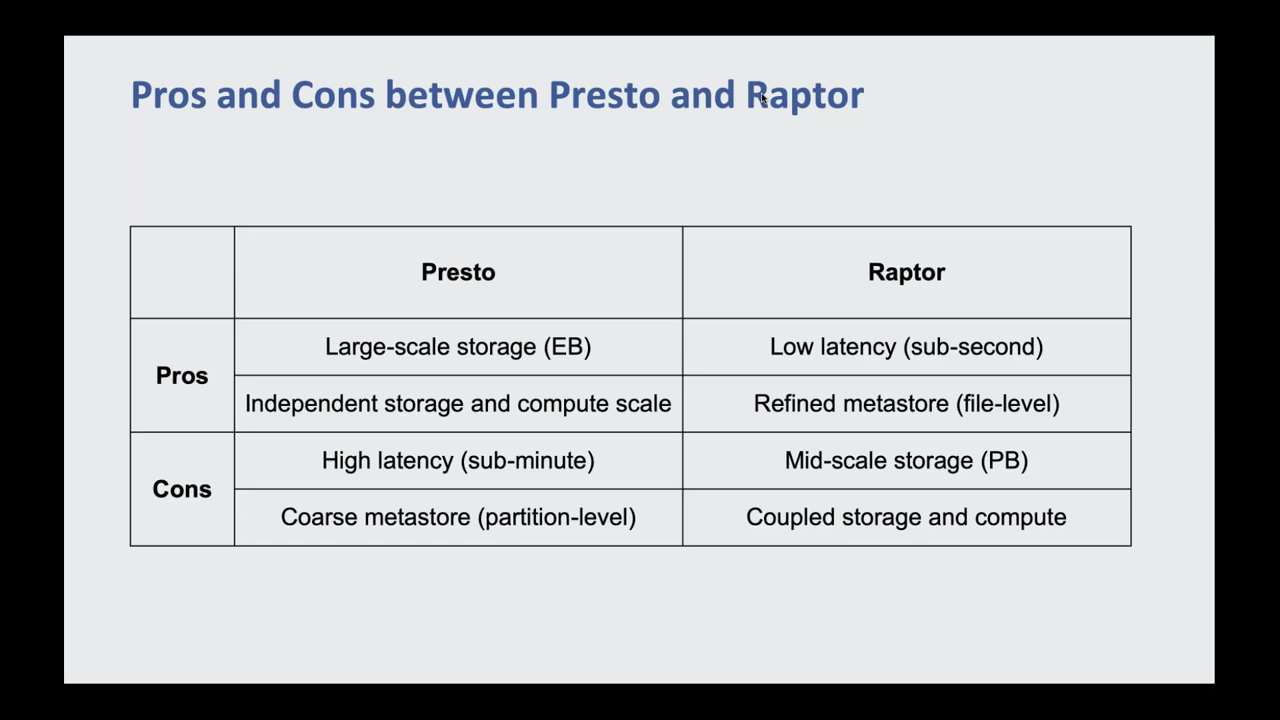 Pros and Cons between Presto and Raptor
Presto
Raptor
Pros
Large-scale storage (EB)
Low latency (sub-second)
Independent storage and compute scale
Refined metastore (file-level)
Cons
High latency (sub-minute)
Mid-scale storage (PB)
Coarse metastore (partition-level)
Coupled storage and compute